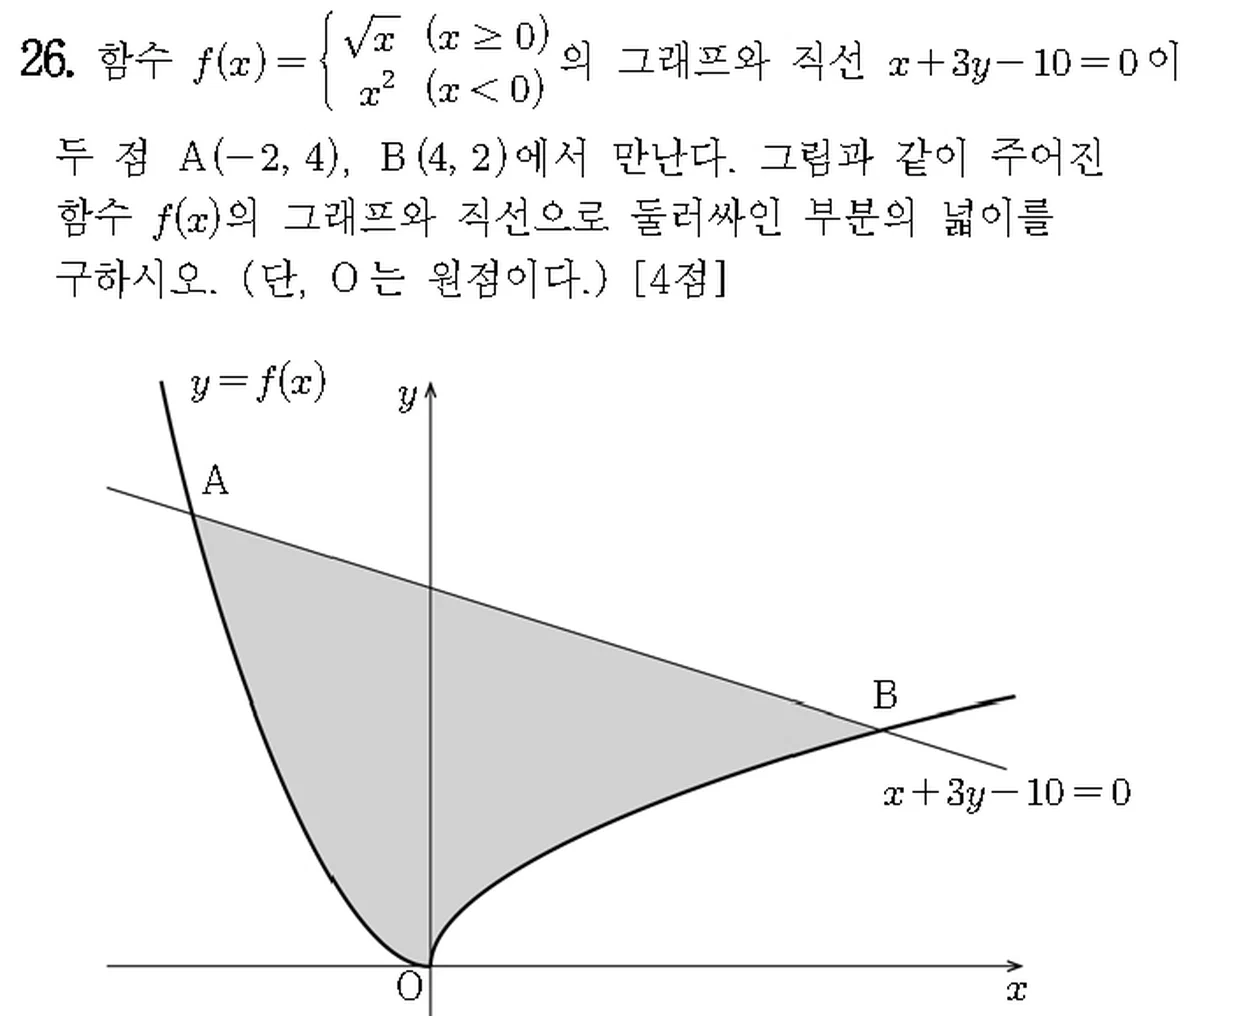 26. 함수 f(x)={ √x (x ≥ 0) x² (x < 0) 의 그래프와 직선 x+3y−10=0이
두 점 A(−2, 4), B(4, 2)에서 만난다. 그림과 같이 주어진
함수 f(x)의 그래프와 직선으로 둘러싸인 부분의 넓이를
구하시오. (단, O는 원점이다.) [4점]
y=f(x)
y
A
B
x+3y−10=0
O
x